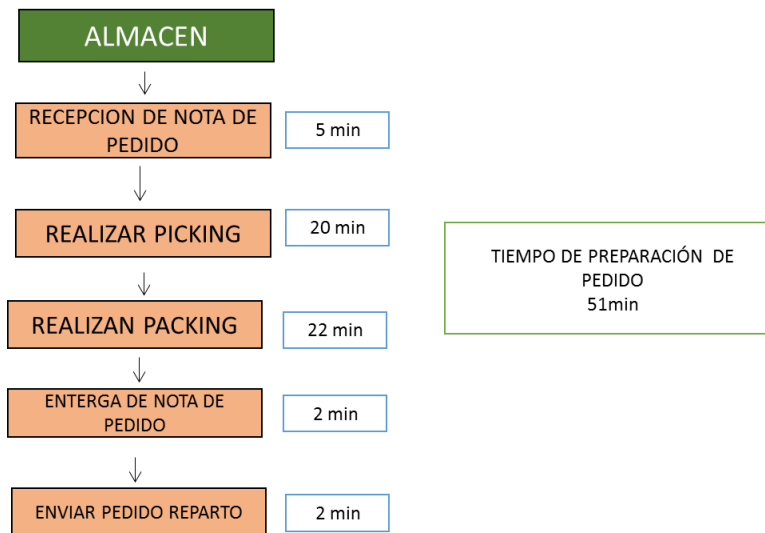 ALMACEN
RECEPCION DE NOTA DE
PEDIDO
5 min
REALIZAR PICKING
20 min
TIEMPO DE PREPARACIÓN DE
PEDIDO
51min
REALIZAN PACKING
22 min
ENTERGA DE NOTA DE
PEDIDO
2 min
ENVIAR PEDIDO REPARTO
2 min